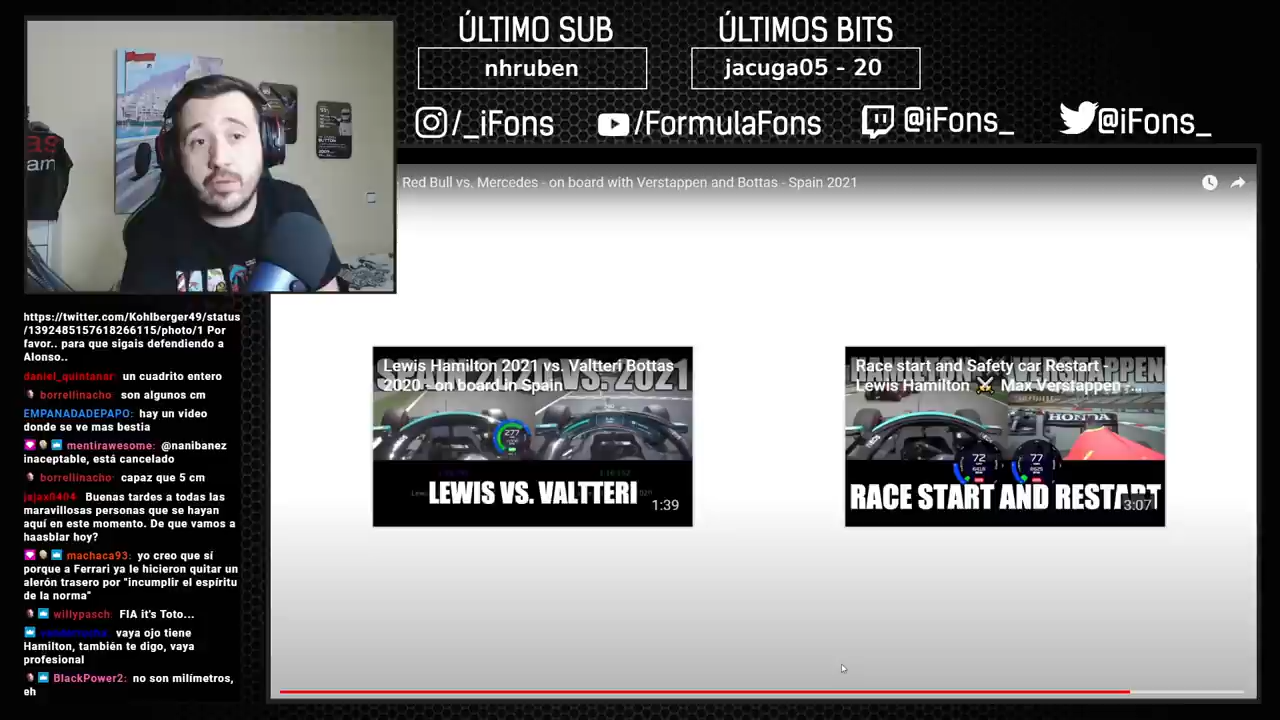 ÚLTIMO SUB
nhruben
ÚLTIMOS BITS
jacuga05 - 20
/_iFons
/FormulaFons
@iFons_
@iFons_
Red Bull vs. Mercedes - on board with Verstappen and Bottas - Spain 2021
Lewis Hamilton 2021 vs. Valtteri Bottas
2020 - on board in Spain
277
LEWIS VS. VALTTERI
1:39
Race start and Safety car Restart -
Lewis Hamilton ⚔ Max Verstappen -...
HONDA
72
77
RACE START AND RESTART
3:07
https://twitter.com/Kohlberger49/status
/1392485157618266115/photo/1 Por
favor.. para que sigais defendiendo a
Alonso..
daniel_quintanar: un cuadrito entero
borrellinacho: son algunos cm
EMPANADADEPAPO: hay un video
donde se ve mas bestia
mentirawesome: @nanibanez
inaceptable, está cancelado
borrellinacho: capaz que 5 cm
jejax0404: Buenas tardes a todas las
maravillosas personas que se hayan
aquí en este momento. De que vamos a
haasblar hoy?
machaca93: yo creo que sí
porque a Ferrari ya le hicieron quitar un
alerón trasero por "incumplir el espíritu
de la norma"
willypasch: FIA it's Toto...
vaya ojo tiene
Hamilton, también te digo, vaya
profesional
BlackPower2: no son milímetros,
eh